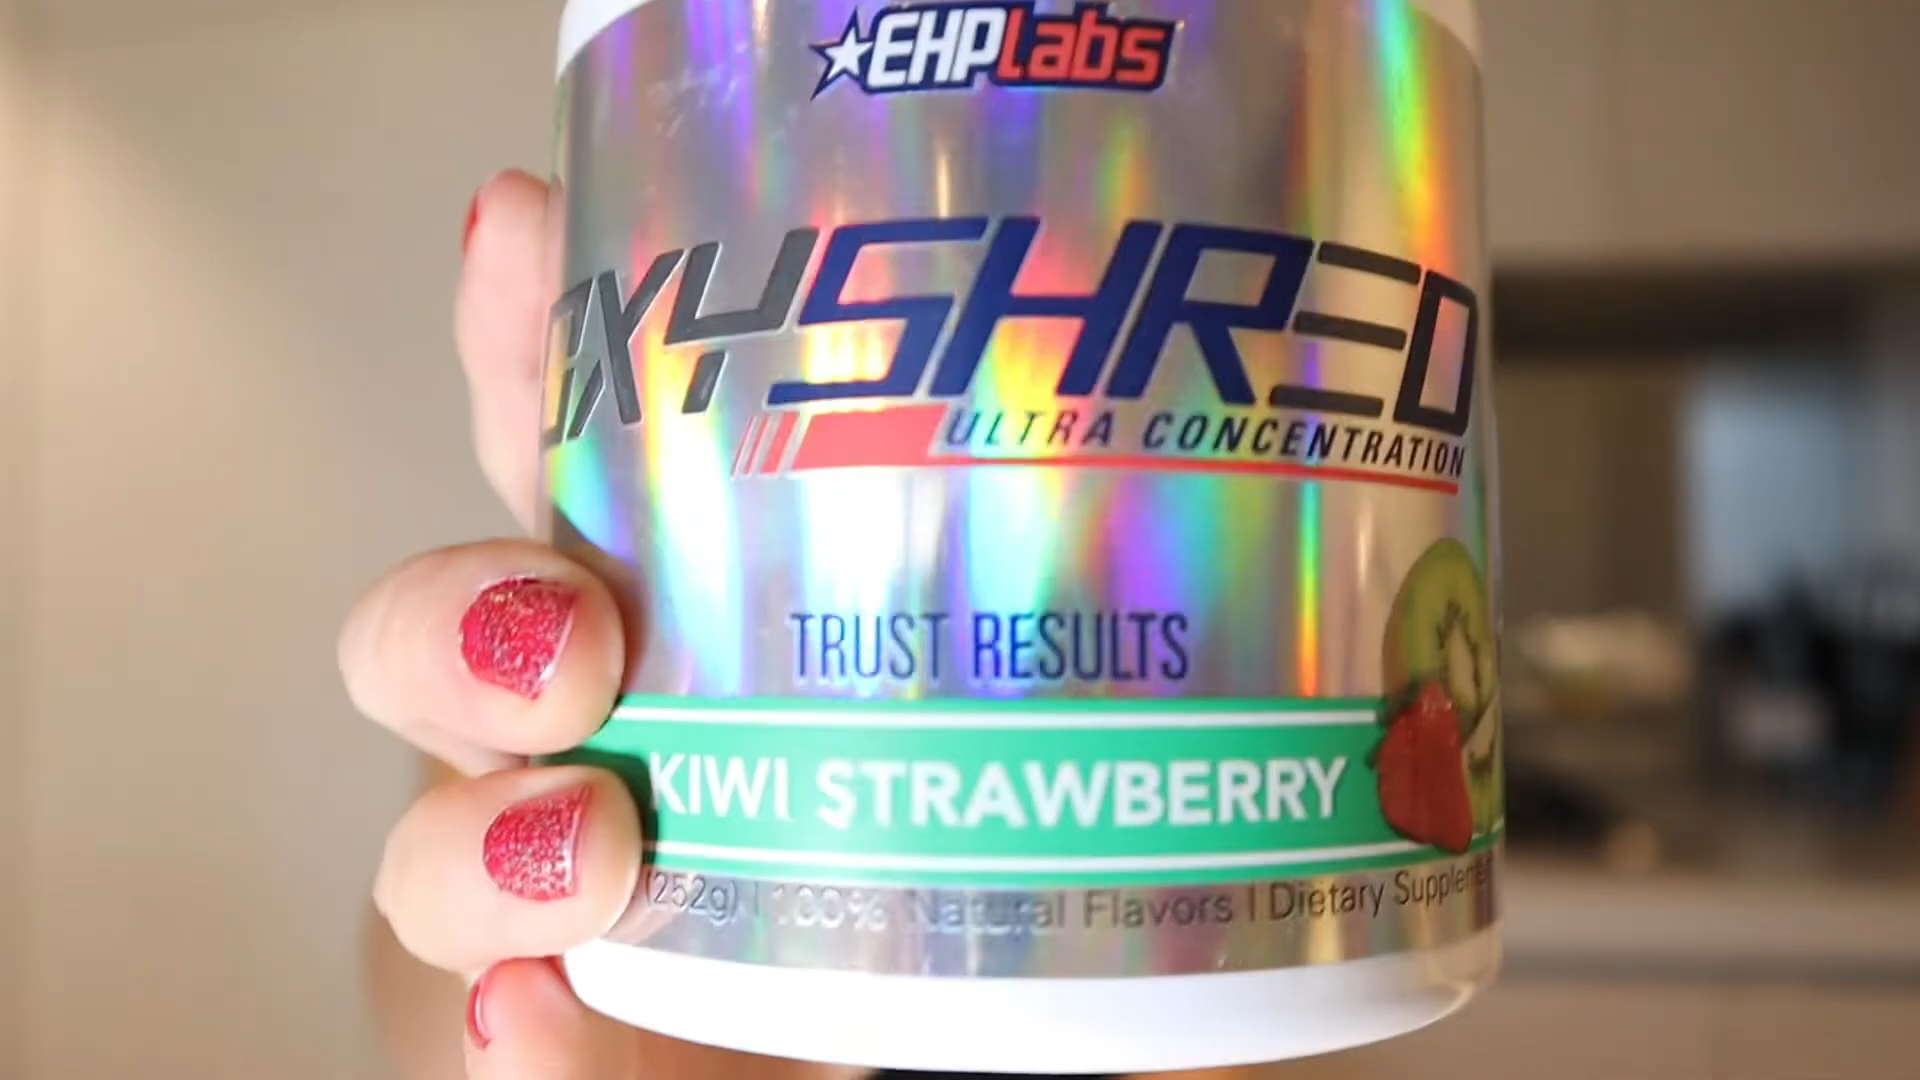 EHPLabs
OXYSHRED
ULTRA CONCENTRATION
TRUST RESULTS
KIWI STRAWBERRY
(252g) | 100% Natural Flavors | Dietary